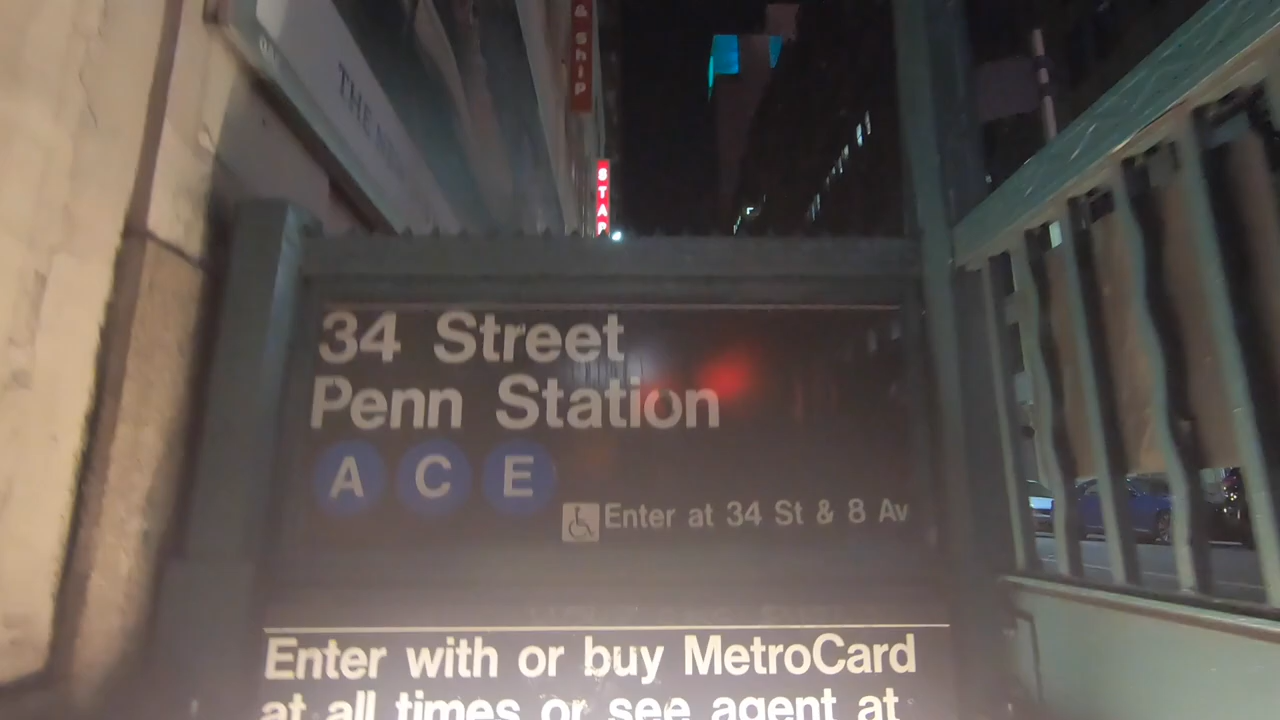 & Ship
THE N
STAP
34 Street
Penn Station
A C E
Enter at 34 St & 8 Av
Enter with or buy MetroCard
at all times or see agent at